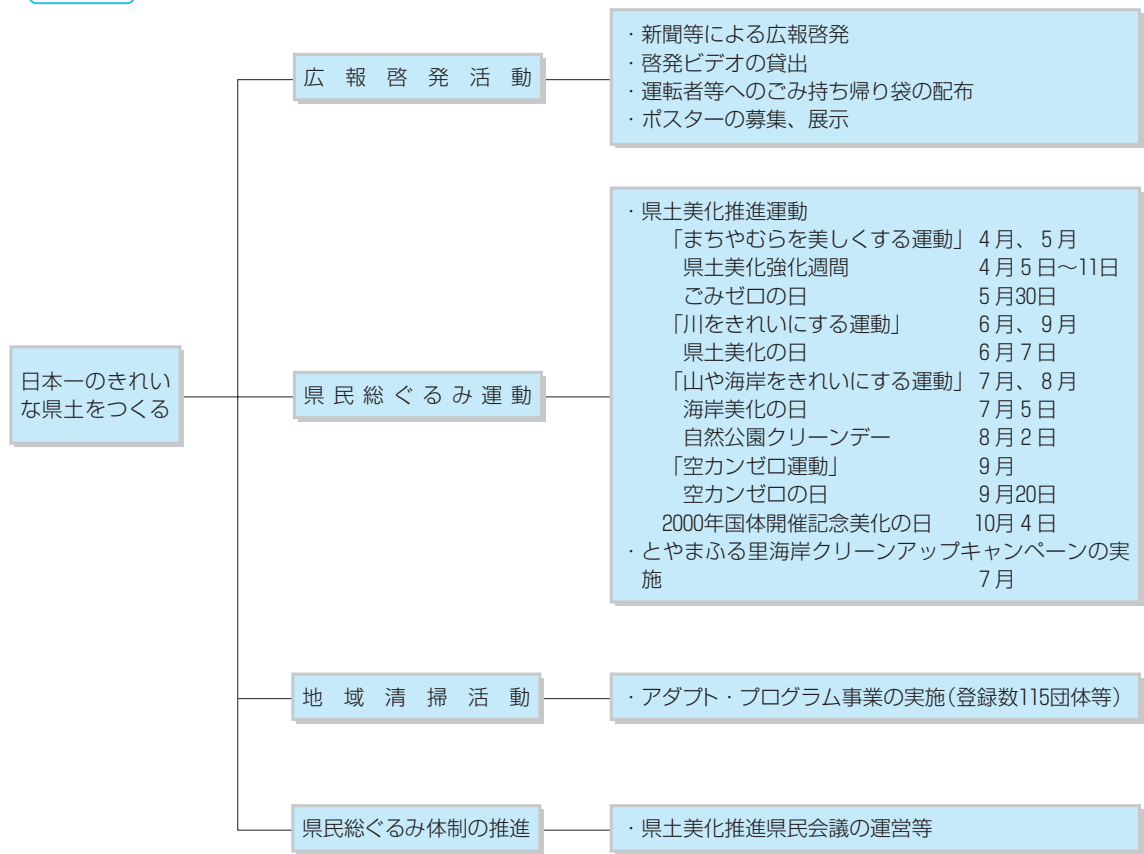 日本一のきれい
な県土をつくる
広報啓発活動
・新聞等による広報啓発
・啓発ビデオの貸出
・運転者等へのごみ持ち帰り袋の配布
・ポスターの募集、展示
県民総ぐるみ運動
・県土美化推進運動
「まちやむらを美しくする運動」 4月、5月
県土美化強化週間 4月5日～11日
ごみゼロの日 5月30日
「川をきれいにする運動」 6月、9月
県土美化の日 6月7日
「山や海岸をきれいにする運動」 7月、8月
海岸美化の日 7月5日
自然公園クリーンデー 8月2日
「空カンゼロ運動」 9月
空カンゼロの日 9月20日
2000年国体開催記念美化の日 10月4日
・とやまふる里海岸クリーンアップキャンペーンの実
施 7月
地域清掃活動
・アダプト・プログラム事業の実施(登録数115団体等)
県民総ぐるみ体制の推進
・県土美化推進県民会議の運営等